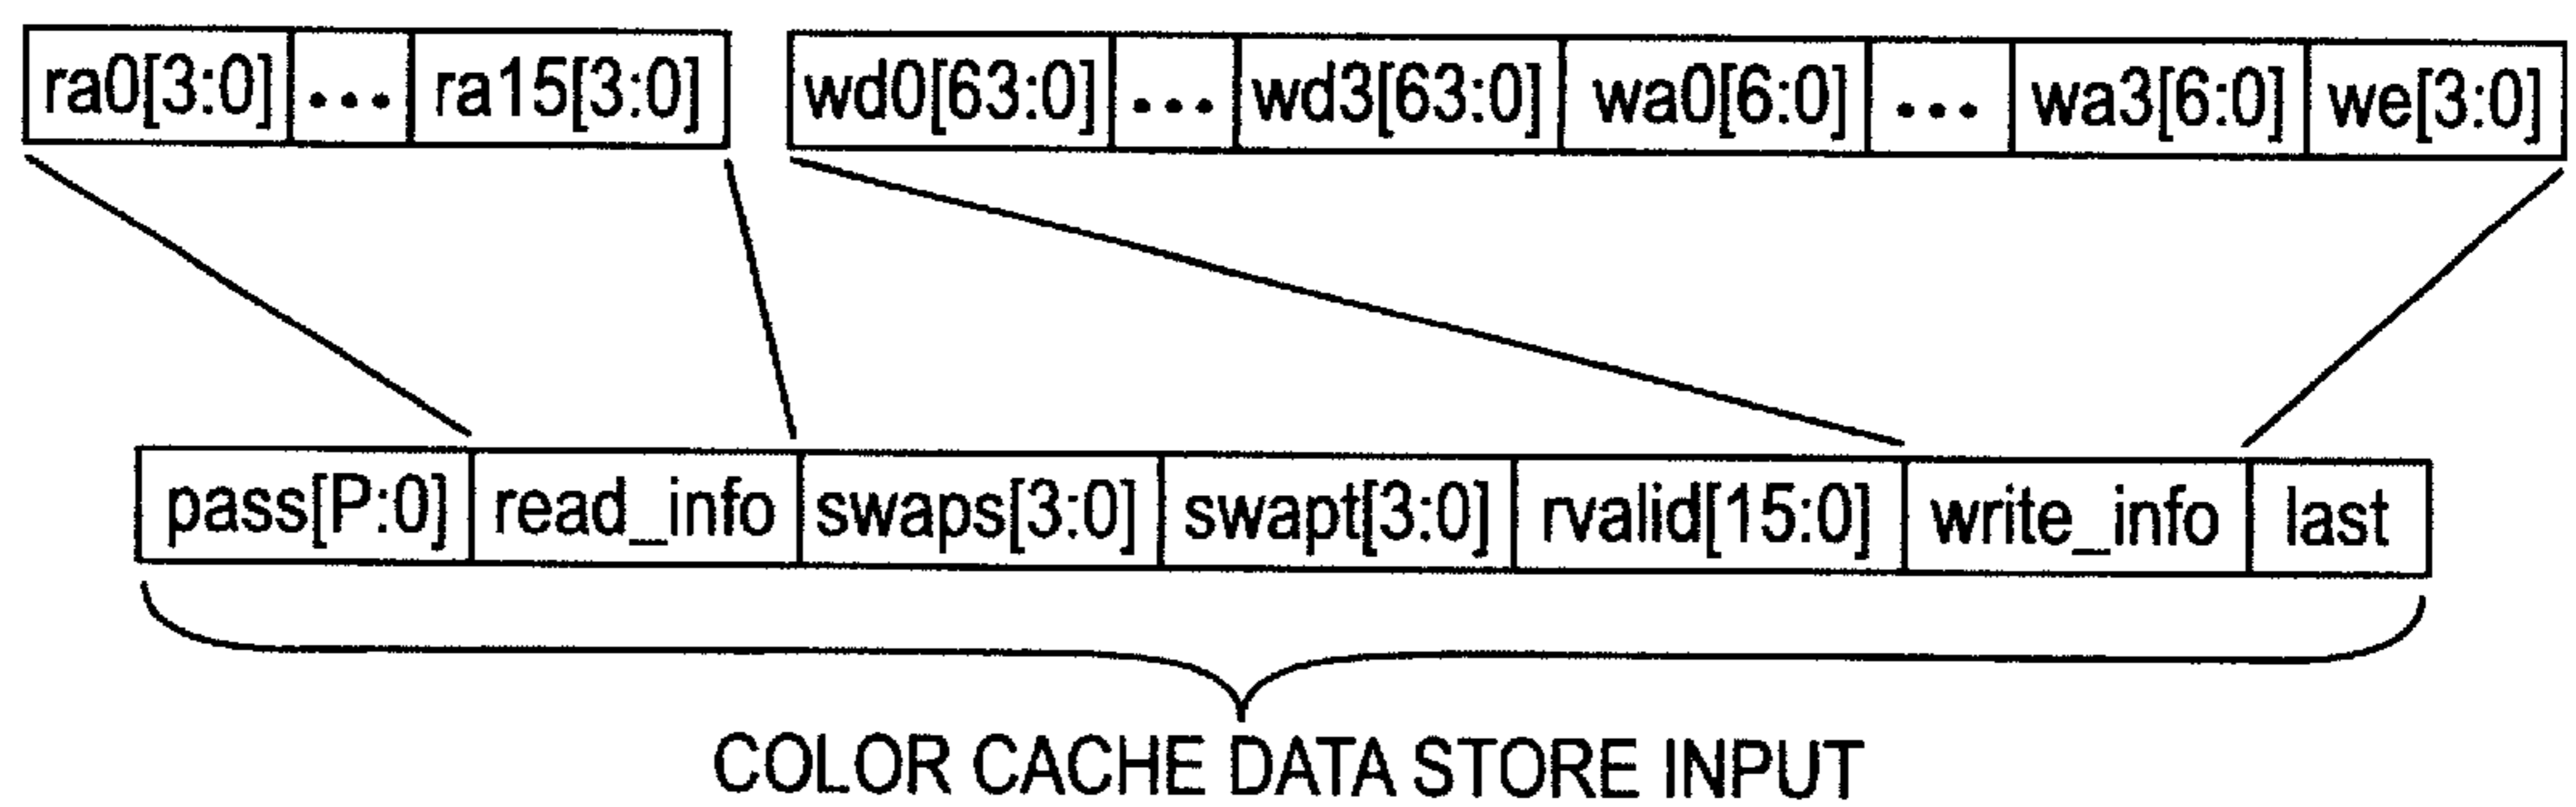 ra0[3:0] ... ra15[3:0] wd0[63:0] ... wd3[63:0] wa0[6:0] ... wa3[6:0] we[3:0]
pass[P:0] read_info swaps[3:0] swapt[3:0] rvalid[15:0] write_info last
COLOR CACHE DATA STORE INPUT